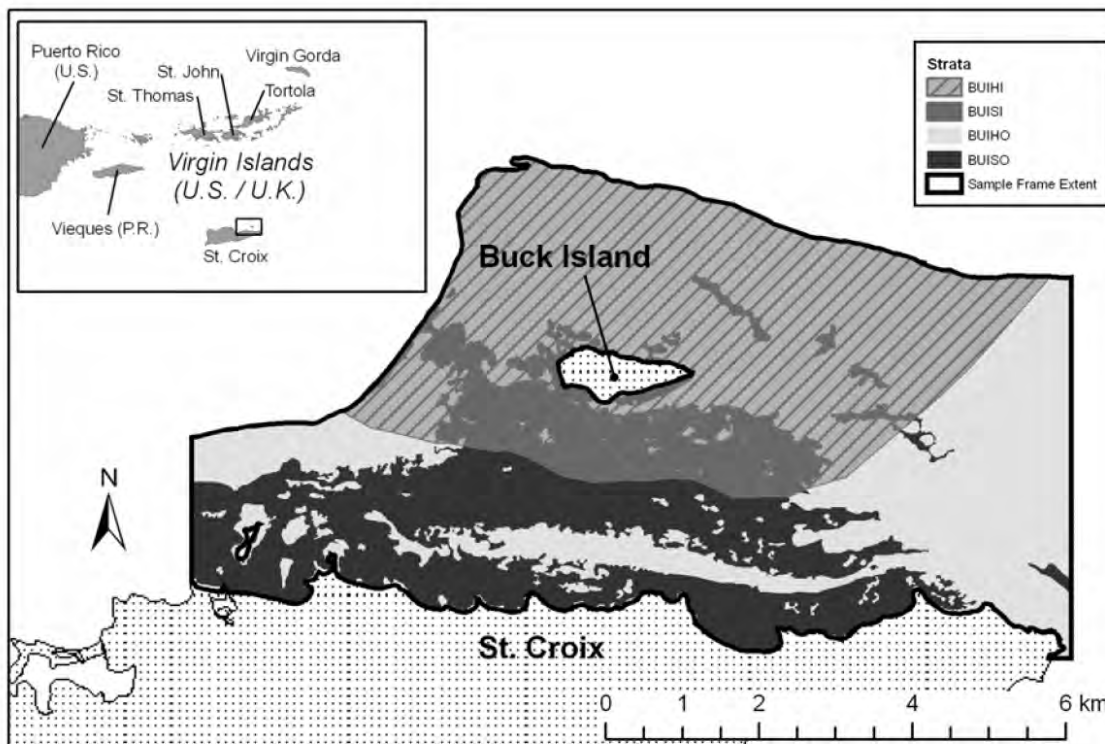 Puerto Rico
(U.S.)
St. John
St. Thomas
Virgin Gorda
Tortola
Virgin Islands
(U.S. / U.K.)
Vieques (P.R.)
St. Croix
Strata
BUIHI
BUISI
BUIHO
BUISO
Sample Frame Extent
Buck Island
N
St. Croix
0 1 2 4 6 km